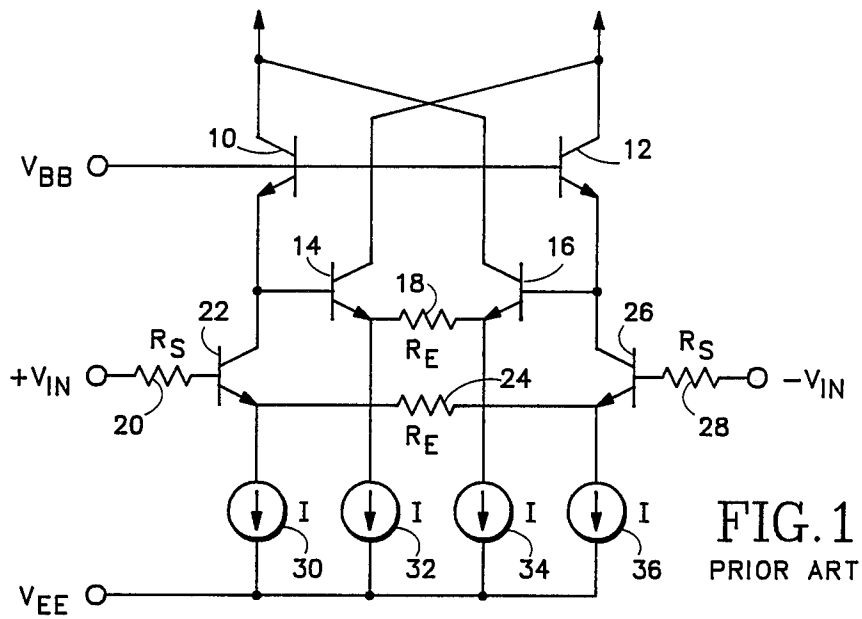 10
12
V_BB
14
16
18
22
26
R_S
R_E
R_S
+V_IN
24
-V_IN
20
R_E
28
I
I
I
I
FIG. 1
30
32
34
36
PRIOR ART
V_EE